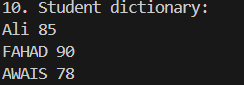 10. Student dictionary:
Ali 85
FAHAD 90
AWAIS 78